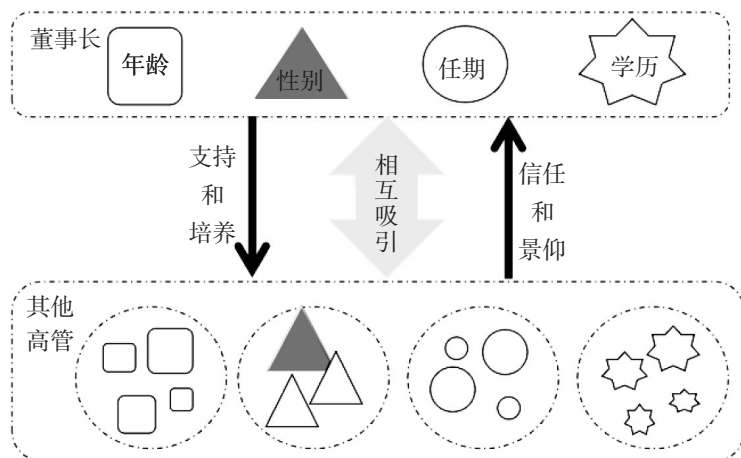 董事长
年龄
性别
任期
学历
支持
和
培养
相互吸引
信任
和
景仰
其他
高管